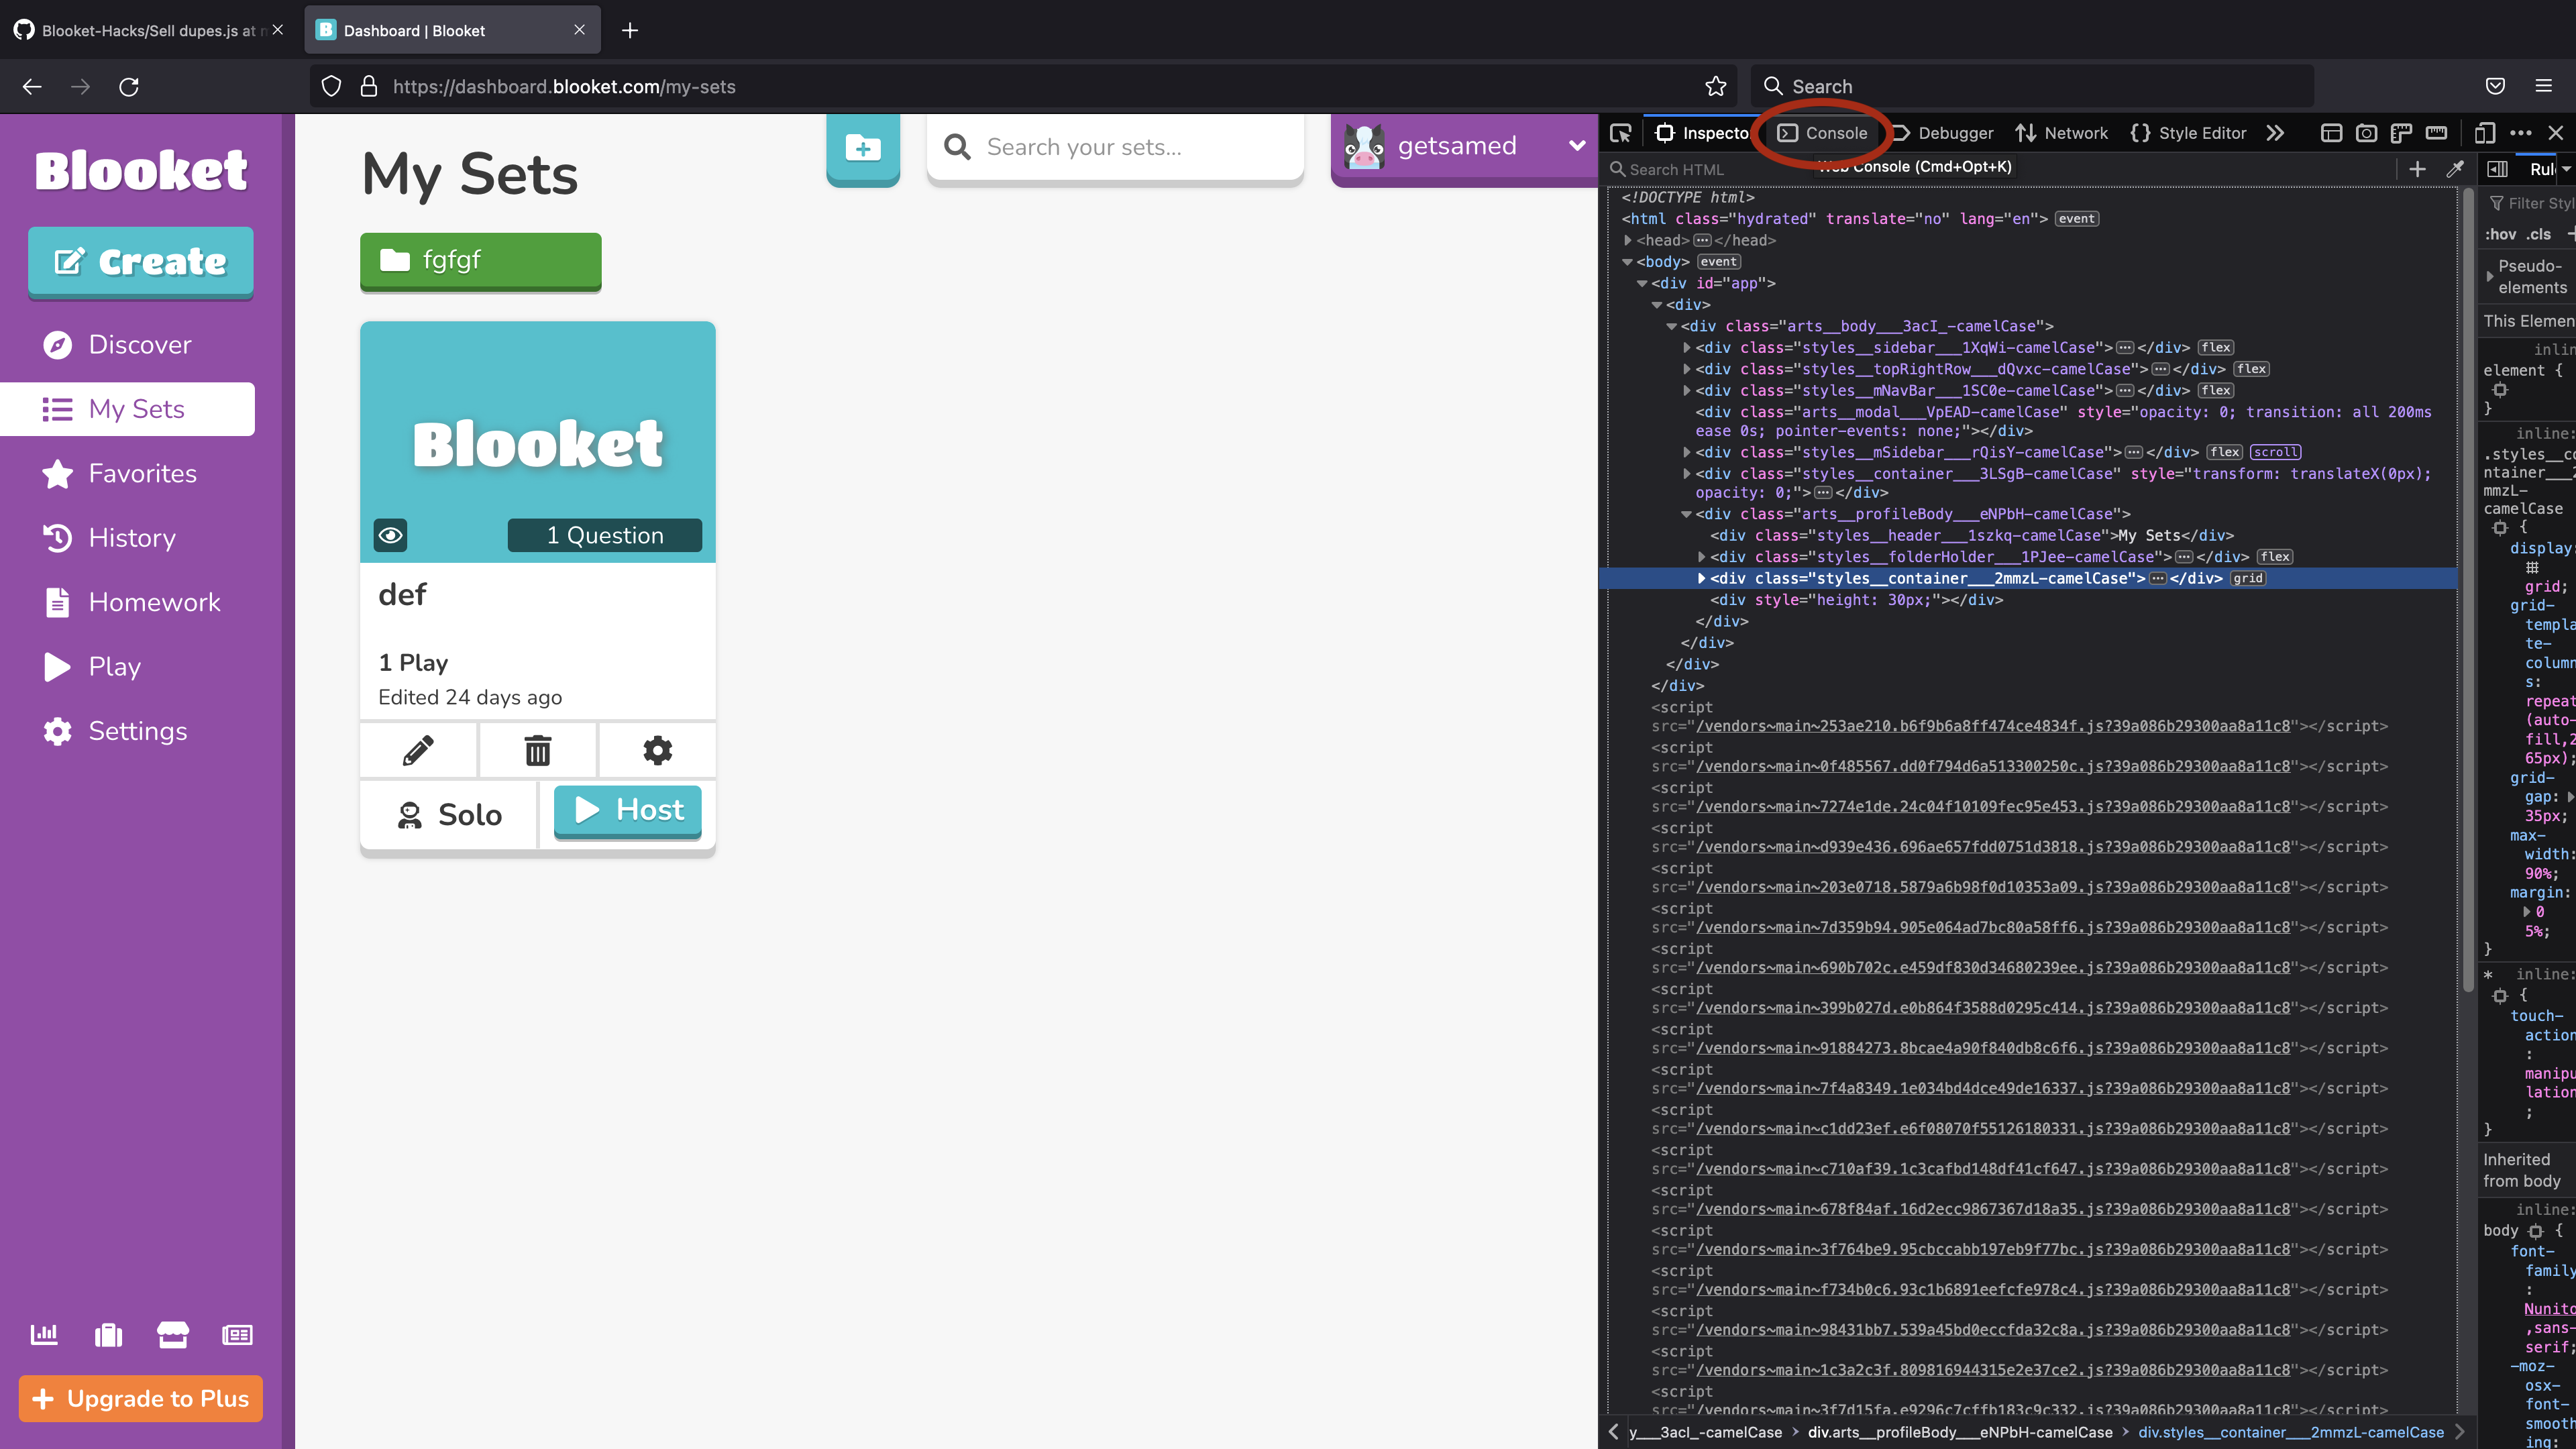 Blooket-Hacks/Sell dupes.js at m
Dashboard | Blooket
https://dashboard.blooket.com/my-sets
Search
Blooket
Create
Discover
My Sets
Favorites
History
Homework
Play
Settings
Upgrade to Plus
My Sets
Search your sets...
getsamed
fgfgf
Blooket
1 Question
def
1 Play
Edited 24 days ago
Solo
Host
Inspecto
Console
Debugger
Network
Style Editor
Web Console (Cmd+Opt+K)
Search HTML
<!DOCTYPE html>
<html class="hydrated" translate="no" lang="en"> event
<head></head>
<body> event
<div id="app">
<div>
<div class="arts__body___3acI_-camelCase">
<div class="styles__sidebar___1XqWi-camelCase"></div> flex
<div class="styles__topRightRow___dQvxc-camelCase"></div> flex
<div class="styles__mNavBar___1SC0e-camelCase"></div> flex
<div class="arts__modal___VpEAD-camelCase" style="opacity: 0; transition: all 200ms
ease 0s; pointer-events: none;"></div>
<div class="styles__mSidebar___rQisY-camelCase"></div> flex scroll
<div class="styles__container___3LSgB-camelCase" style="transform: translateX(0px);
opacity: 0;"></div>
<div class="arts__profileBody___eNPbH-camelCase">
<div class="styles__header___1szkq-camelCase">My Sets</div>
<div class="styles__folderHolder___1PJee-camelCase"></div> flex
<div class="styles__container___2mmzL-camelCase"></div> grid
<div style="height: 30px;"></div>
</div>
</div>
</div>
</div>
<script
src="/vendors~main~253ae210.b6f9b6a8ff474ce4834f.js?39a086b29300aa8a11c8"></script>
<script
src="/vendors~main~0f485567.dd0f794d6a513300250c.js?39a086b29300aa8a11c8"></script>
<script
src="/vendors~main~7274e1de.24c04f10109fec95e453.js?39a086b29300aa8a11c8"></script>
<script
src="/vendors~main~d939e436.696ae657fdd0751d3818.js?39a086b29300aa8a11c8"></script>
<script
src="/vendors~main~203e0718.5879a6b98f0d10353a09.js?39a086b29300aa8a11c8"></script>
<script
src="/vendors~main~7d359b94.905e064ad7bc80a58ff6.js?39a086b29300aa8a11c8"></script>
<script
src="/vendors~main~690b702c.e459df830d34680239ee.js?39a086b29300aa8a11c8"></script>
<script
src="/vendors~main~399b027d.e0b864f3588d0295c414.js?39a086b29300aa8a11c8"></script>
<script
src="/vendors~main~91884273.8bcae4a90f840db8c6f6.js?39a086b29300aa8a11c8"></script>
<script
src="/vendors~main~7f4a8349.1e034bd4dce49de16337.js?39a086b29300aa8a11c8"></script>
<script
src="/vendors~main~c1dd23ef.e6f08070f55126180331.js?39a086b29300aa8a11c8"></script>
<script
src="/vendors~main~c710af39.1c3cafbd148df41cf647.js?39a086b29300aa8a11c8"></script>
<script
src="/vendors~main~678f84af.16d2ecc9867367d18a35.js?39a086b29300aa8a11c8"></script>
<script
src="/vendors~main~3f764be9.95cbccabb197eb9f77bc.js?39a086b29300aa8a11c8"></script>
<script
src="/vendors~main~f734b0c6.93c1b6891eefcfe978c4.js?39a086b29300aa8a11c8"></script>
<script
src="/vendors~main~98431bb7.539a45bd0eccfda32c8a.js?39a086b29300aa8a11c8"></script>
<script
src="/vendors~main~1c3a2c3f.809816944315e2e37ce2.js?39a086b29300aa8a11c8"></script>
<script
src="/vendors~main~3f7d15fa.e9296c7cffb183c9c332.js?39a086b29300aa8a11c8"></script>
y___3acI_-camelCase
div.arts__profileBody___eNPbH-camelCase
div.styles__container___2mmzL-camelCase
Rul
Filter Styl
:hov .cls
Pseudo-
elements
This Elemen
inlin
element {
}
inline:
.styles__co
ntainer___2
mmzL-
camelCase
{
display:
grid;
grid-
templa
te-
column
s:
repeat
(auto-
fill,2
65px);
grid-
gap:
35px;
max-
width:
90%;
margin:
0
5%;
}
* inline:
{
touch-
action
:
manipu
lation
;
}
Inherited
from body
inline:
body {
font-
family
:
Nunito
,sans-
serif;
-moz-
osx-
font-
smooth
ing: